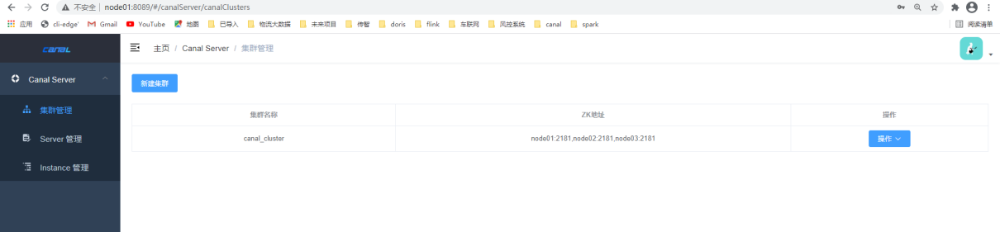 不安全 node01:8089/#/canalServer/canalClusters
应用 cli-edge' Gmail YouTube 地图 已导入 物流大数据 未来项目 传智 doris flink 车联网 风控系统 canal spark 阅读清单
canal 主页 / Canal Server / 集群管理
Canal Server 新建集群
集群名称 ZK地址 操作
集群管理
canal_cluster node01:2181,node02:2181,node03:2181 操作
Server 管理
Instance 管理